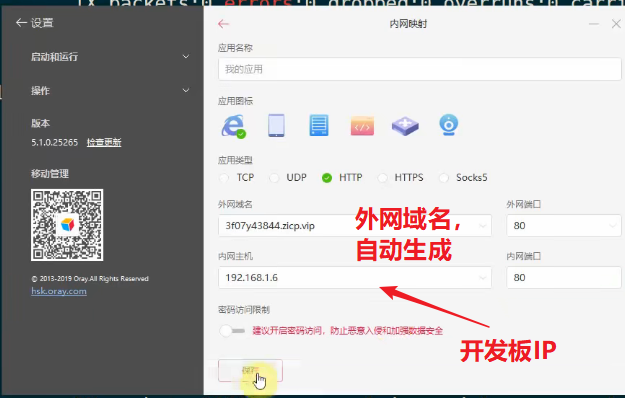 TX packets:0 errors:0 dropped:0 overruns:0 carri
设置
启动和运行
操作
版本
5.1.0.25265 检查更新
移动管理
© 2013-2019 Oray.All Rights Reserved
hsk.oray.com
内网映射
应用名称
我的应用
应用图标
应用类型
TCP UDP HTTP HTTPS Socks5
外网域名 外网端口
3f07y43844.zicp.vip 80
外网域名，
自动生成
内网主机 内网端口
192.168.1.6 80
密码访问限制
建议开启密码访问，防止恶意入侵和加强数据安全
开发板IP
保存